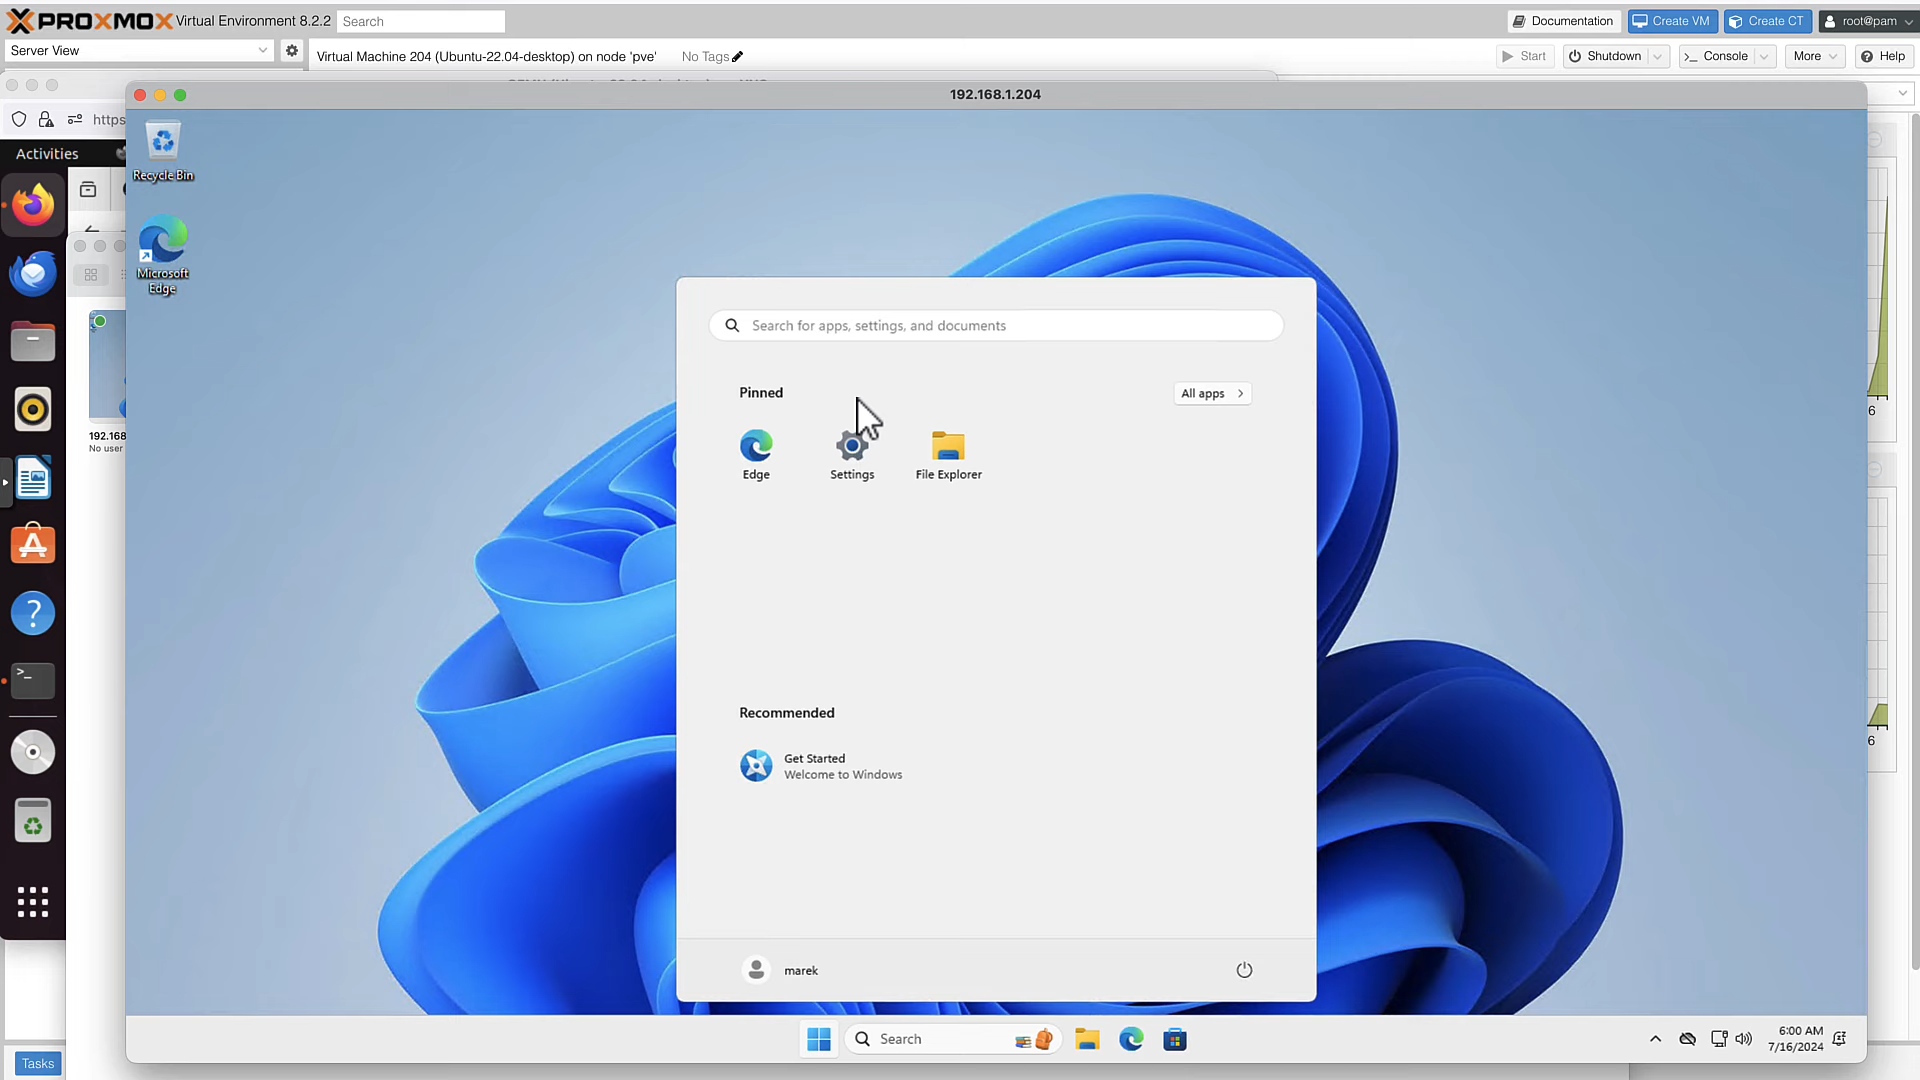 PROXMOX Virtual Environment 8.2.2
Search
Documentation
Create VM
Create CT
root@pam
Server View
Virtual Machine 204 (Ubuntu-22.04-desktop) on node 'pve'
No Tags
Start
Shutdown
Console
More
Help
192.168.1.204
https
Activities
Recycle Bin
Microsoft
Edge
192.168
No user
Search for apps, settings, and documents
Pinned
All apps
Edge
Settings
File Explorer
Recommended
Get Started
Welcome to Windows
marek
Search
6:00 AM
7/16/2024
6
6
Tasks